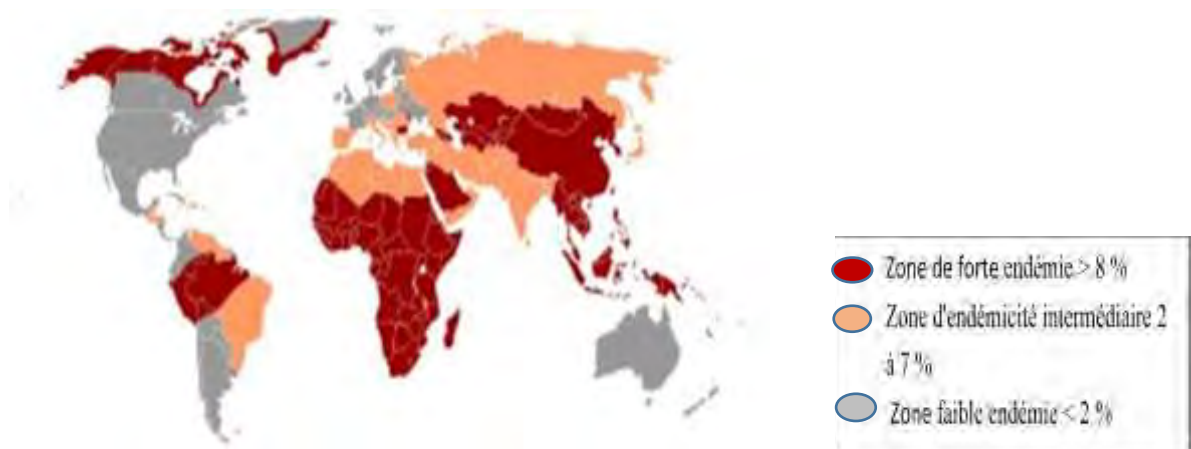 Zone de forte endémie > 8 %
Zone d'endémicité intermédiaire 2
à 7 %
Zone faible endémie < 2 %